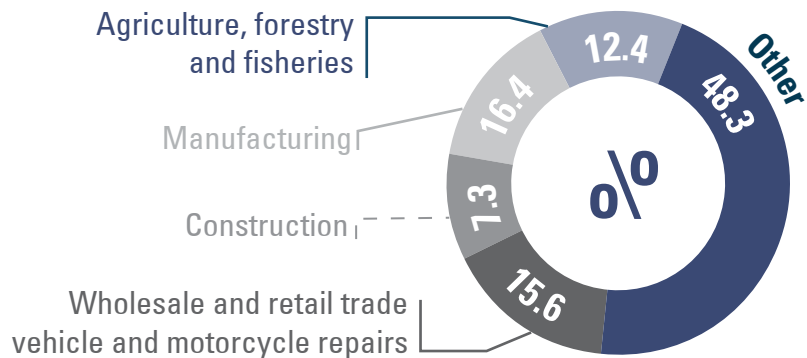 Agriculture, forestry
and fisheries
12.4
Other
48.3
Manufacturing
16.4
%
Construction
7.3
Wholesale and retail trade
vehicle and motorcycle repairs
15.6